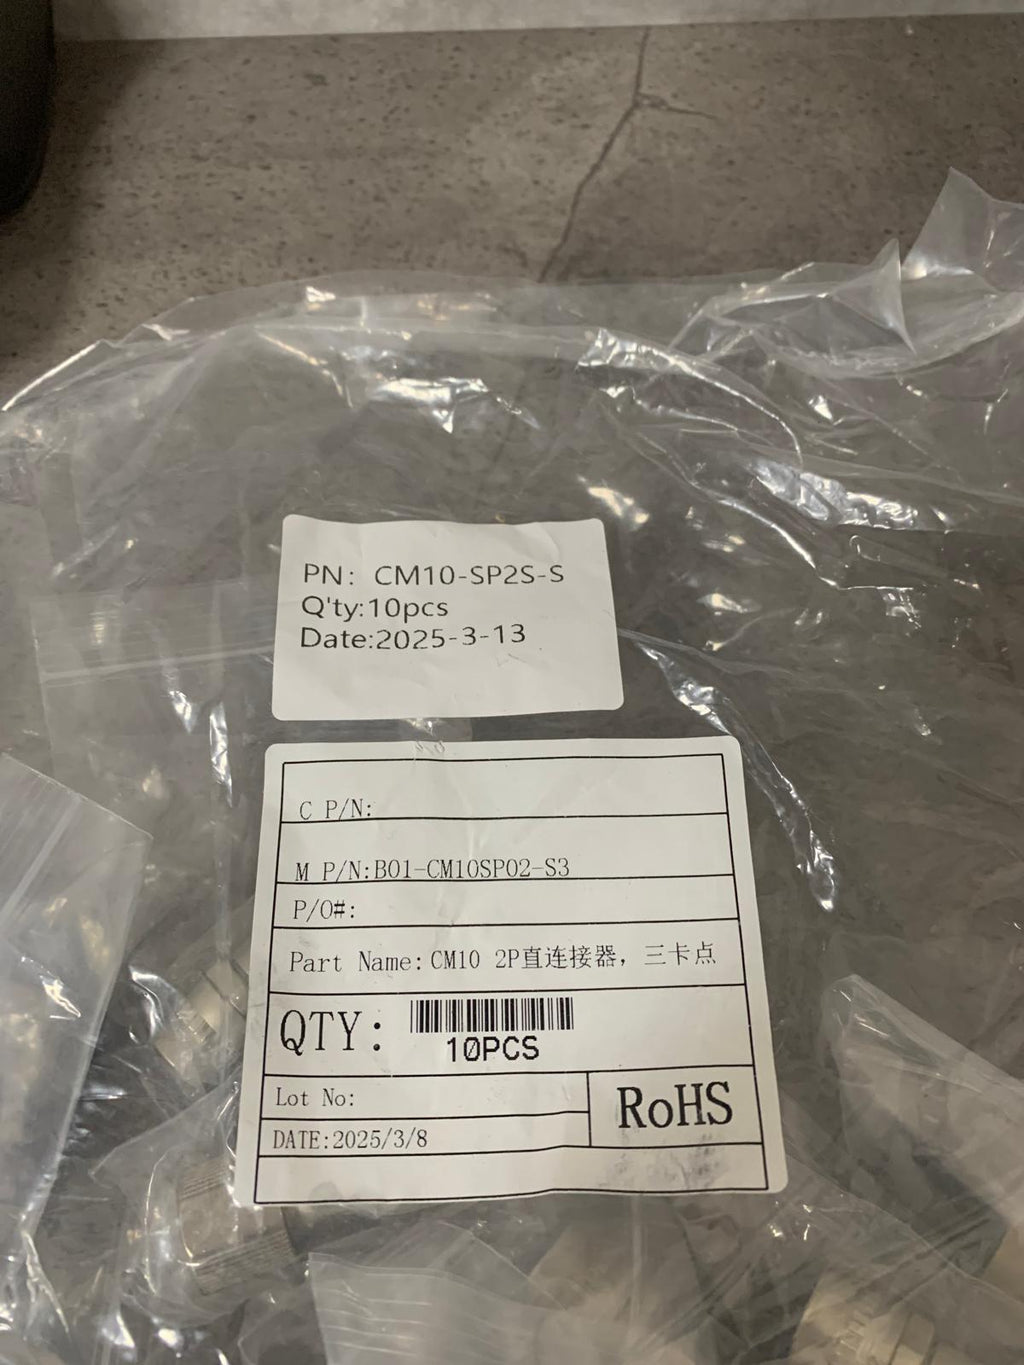 PN: CM10-SP2S-S
Q'ty:10pcs
Date:2025-3-13
C P/N:
M P/N:B01-CM10SP02-S3
P/O#:
Part Name: CM10 2P直连接器，三卡点
QTY:
10PCS
Lot No:
RoHS
DATE:2025/3/8